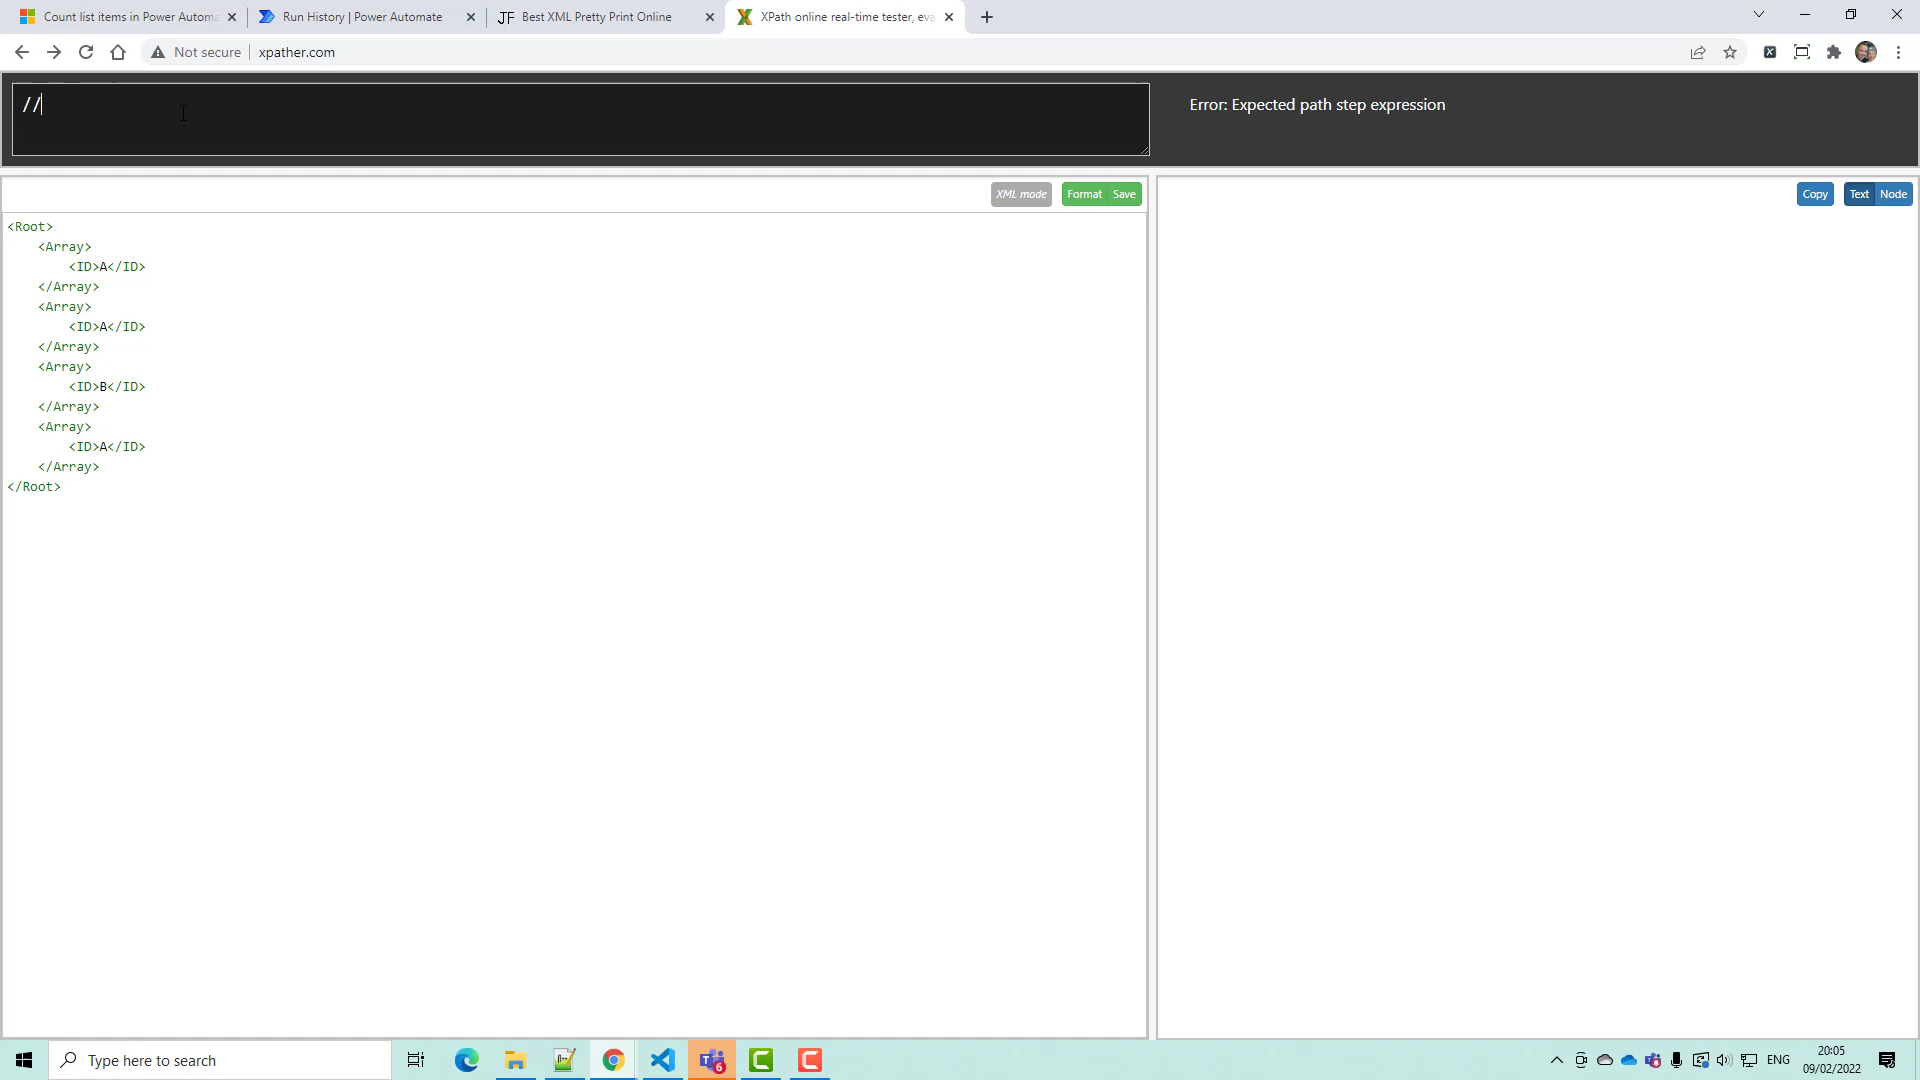 Count list items in Power Automa
Run History | Power Automate
JF Best XML Pretty Print Online
XPath online real-time tester, eva
Not secure
xpather.com
//
Error: Expected path step expression
XML mode
Format
Save
Copy
Text
Node
<Root>
<Array>
<ID>A</ID>
</Array>
<Array>
<ID>A</ID>
</Array>
<Array>
<ID>B</ID>
</Array>
<Array>
<ID>A</ID>
</Array>
</Root>
Type here to search
6
ENG
20:05
09/02/2022